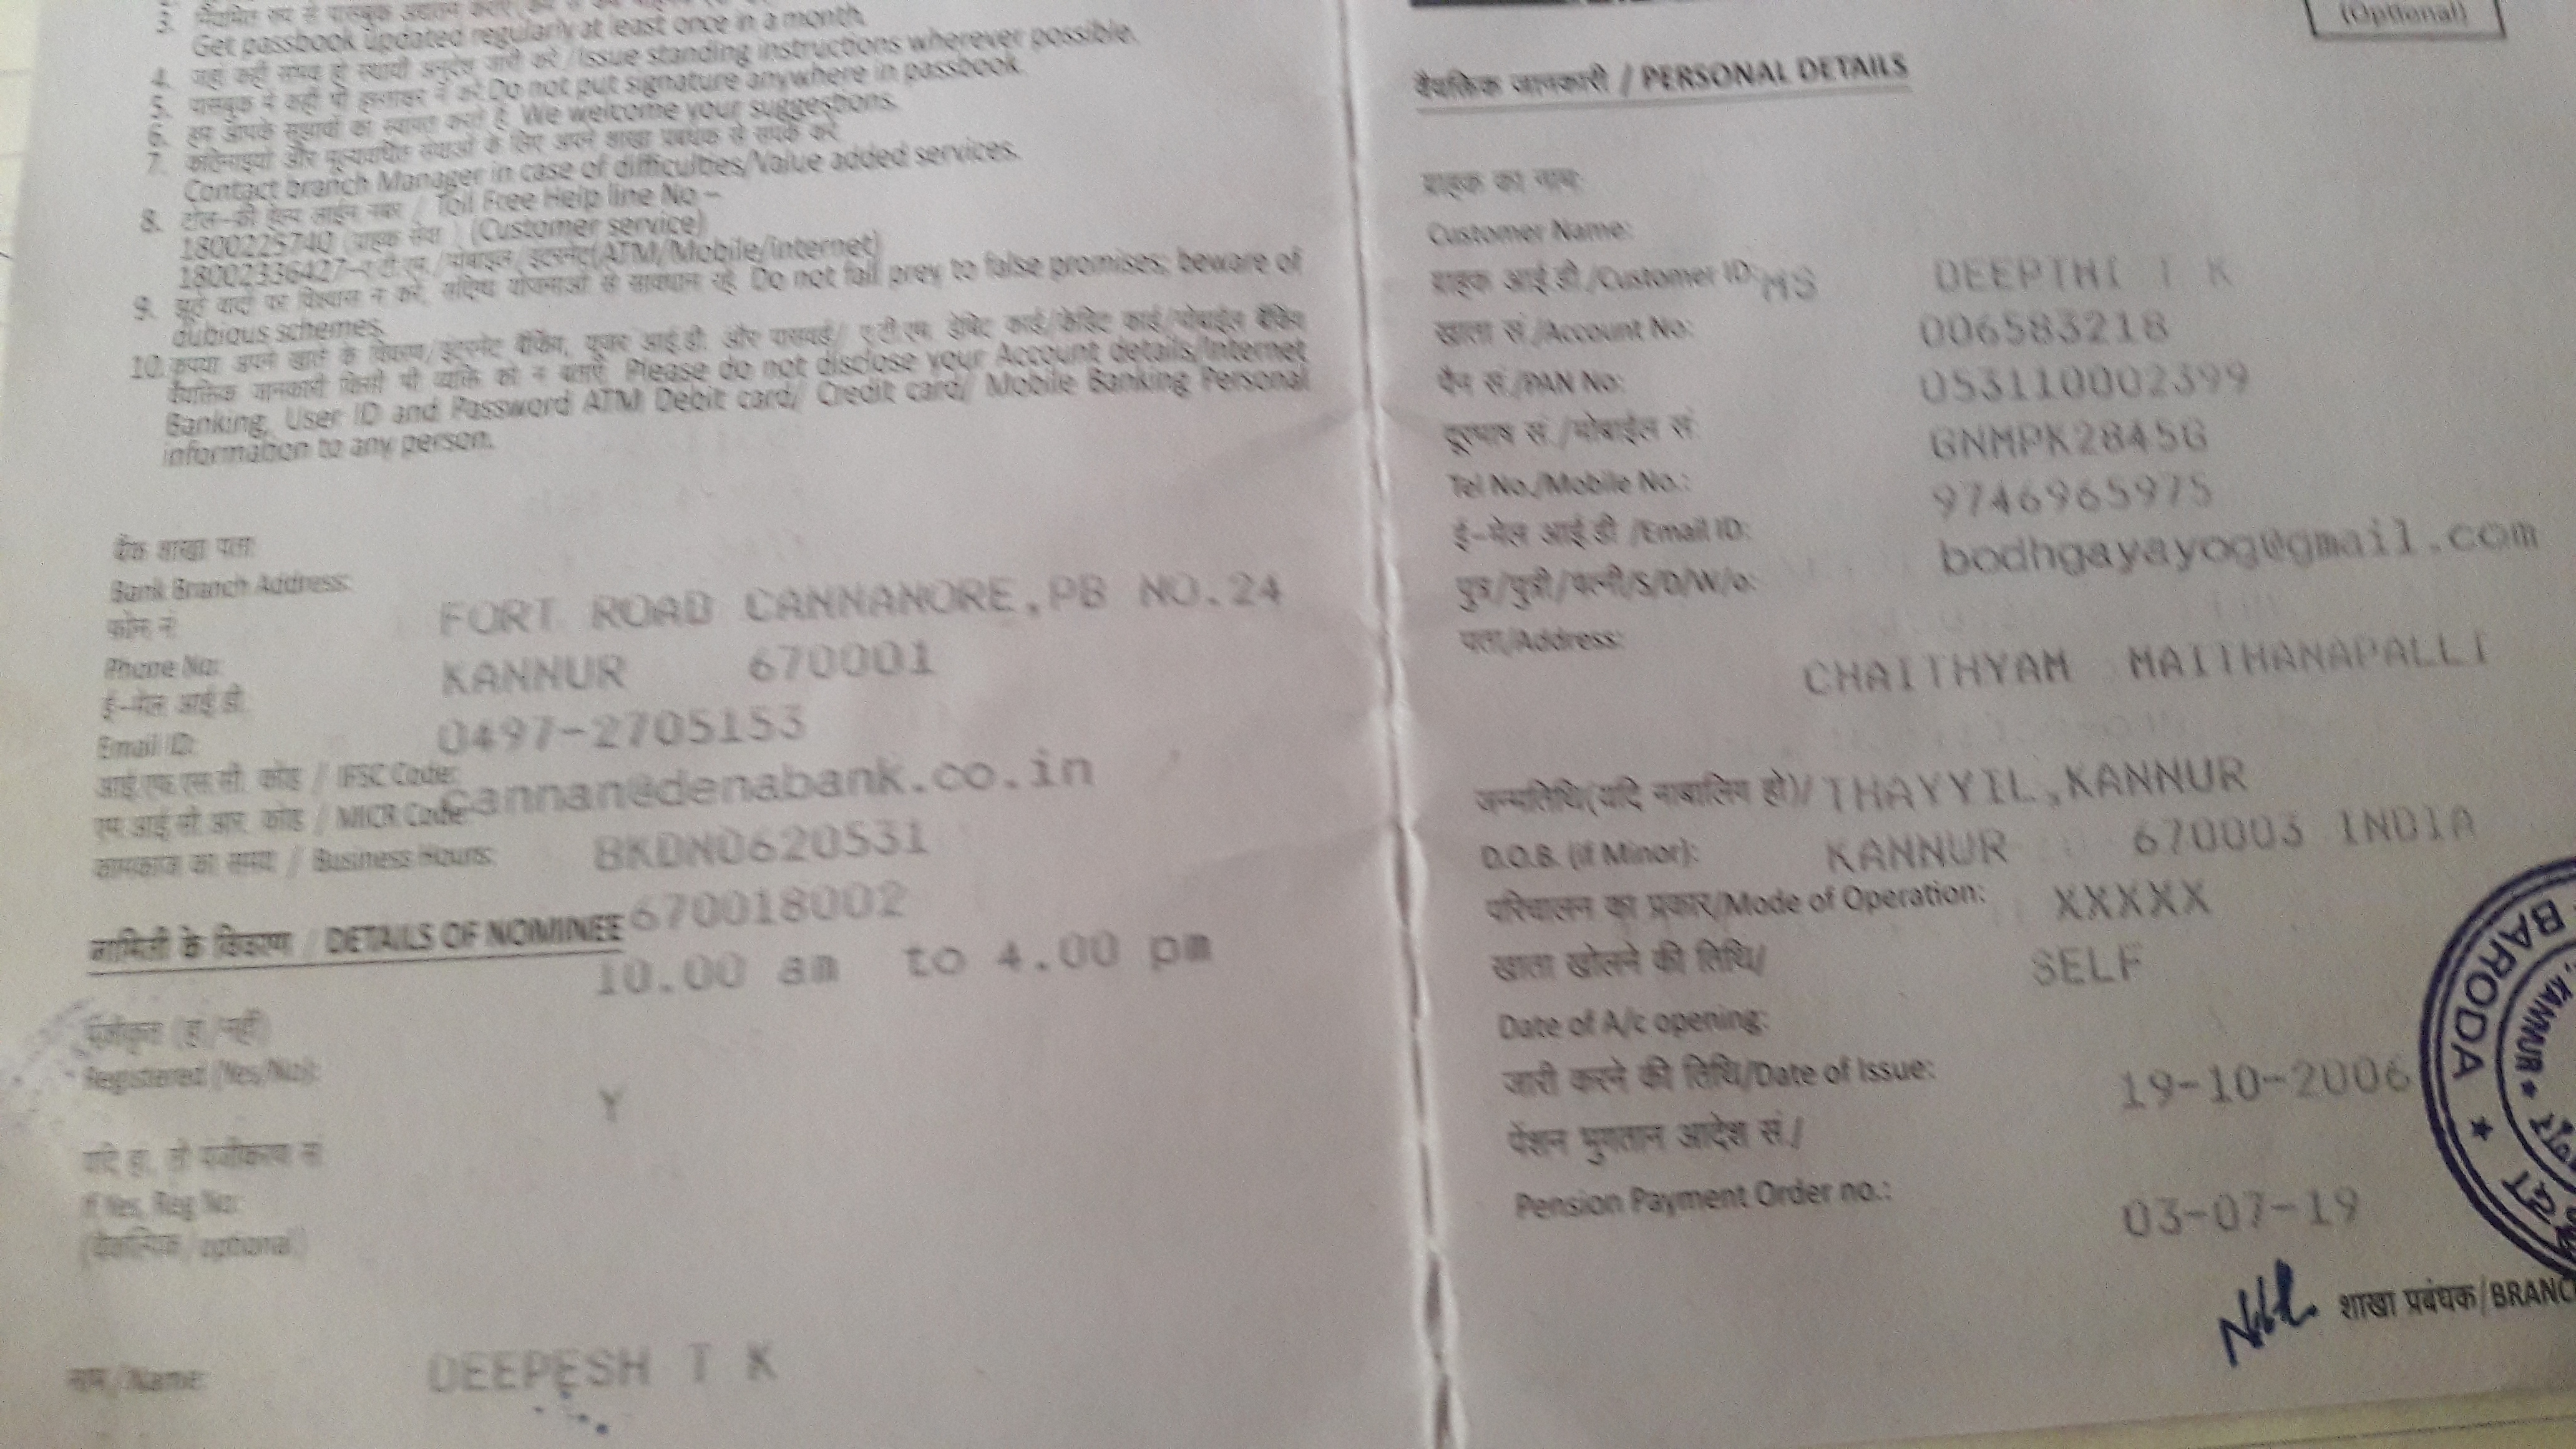 3. नियमित रूप से पासबुक अद्यतन कराएं
Get passbook updated regularly at least once in a month.
4. जहां कहीं संभव हो स्थायी अनुदेश जारी करें / Issue standing instructions wherever possible.
5. पासबुक में कहीं भी हस्ताक्षर न करें Do not put signature anywhere in passbook.
6. हम आपके सुझावों का स्वागत करते हैं. We welcome your suggestions.
7. कठिनाइयों और मूल्यवर्धित सेवाओं के लिए अपने शाखा प्रबंधक से संपर्क करें
Contact branch Manager in case of difficulties/Value added services.
8. टोल-फ्री हेल्प लाईन नंबर / Toll Free Help line No –
1800225740 (ग्राहक सेवा ) (Customer service)
18002336427-ए.टी.एम./मोबाइल/इंटरनेट(ATM/Mobile/internet)
9. झूठे वादों पर विश्वास न करें, संदिग्ध योजनाओं से सावधान रहें. Do not fall prey to false promises; beware of
dubious schemes.
10. कृपया अपने खाते के विवरण/इंटरनेट बैंकिंग, यूजर आई.डी. और पासवर्ड/ ए.टी.एम. डेबिट कार्ड/क्रेडिट कार्ड/मोबाईल बैंकिंग
वैयक्तिक जानकारी किसी भी व्यक्ति को न बताएँ. Please do not disclose your Account details/Internet
Banking, User ID and Password ATM Debit card/ Credit card/ Mobile Banking Personal
information to any person.
बैंक शाखा पता:
Bank Branch Address:
FORT ROAD CANNANORE,PB NO.24
फोन नं
Phone No:
KANNUR 670001
ई-मेल आई.डी.
0497-2705153
Email ID:
आई.एफ.एस.सी. कोड / IFSC Code:
cannan@denabank.co.in
एम.आई.सी.आर. कोड / MICR Code:
BKDN0620531
कामकाज का समय / Business Hours:
670018002
नामिती के विवरण / DETAILS OF NOMINEE
10.00 am to 4.00 pm
पंजीकृत (हां/नहीं)
Registered (Yes/No):
Y
यदि हां, तो पंजीकरण नं
If Yes, Reg No:
(वैकल्पिक / optional)
नाम/Name:
DEEPESH T K
(Optional)
वैयक्तिक जानकारी / PERSONAL DETAILS
ग्राहक का नाम:
Customer Name:
ग्राहक आई.डी./Customer ID:
MS DEEPTHI T K
खाता सं./Account No:
006583218
पैन सं./PAN No:
053110002399
दूरभाष सं./मोबाईल सं.
GNMPK2845G
Tel No./Mobile No.:
9746965975
ई-मेल आई.डी /Email ID:
bodhgayayog@gmail.com
पुत्र/पुत्री/पत्नी/S/D/W/o:
पता/Address:
CHAITHYAM MAITHANAPALLI
जन्मतिथि(यदि नाबालिग हो)/
THAYYIL,KANNUR
D.O.B. (if Minor):
KANNUR 670003 INDIA
परिचालन का प्रकार/Mode of Operation:
XXXXX
खाता खोलने की तिथि/
SELF
Date of A/c opening:
जारी करने की तिथि/Date of Issue:
19-10-2006
पेंशन भुगतान आदेश सं./
Pension Payment Order no.:
03-07-19
शाखा प्रबंधक/BRANC
BARODA
KANNUR